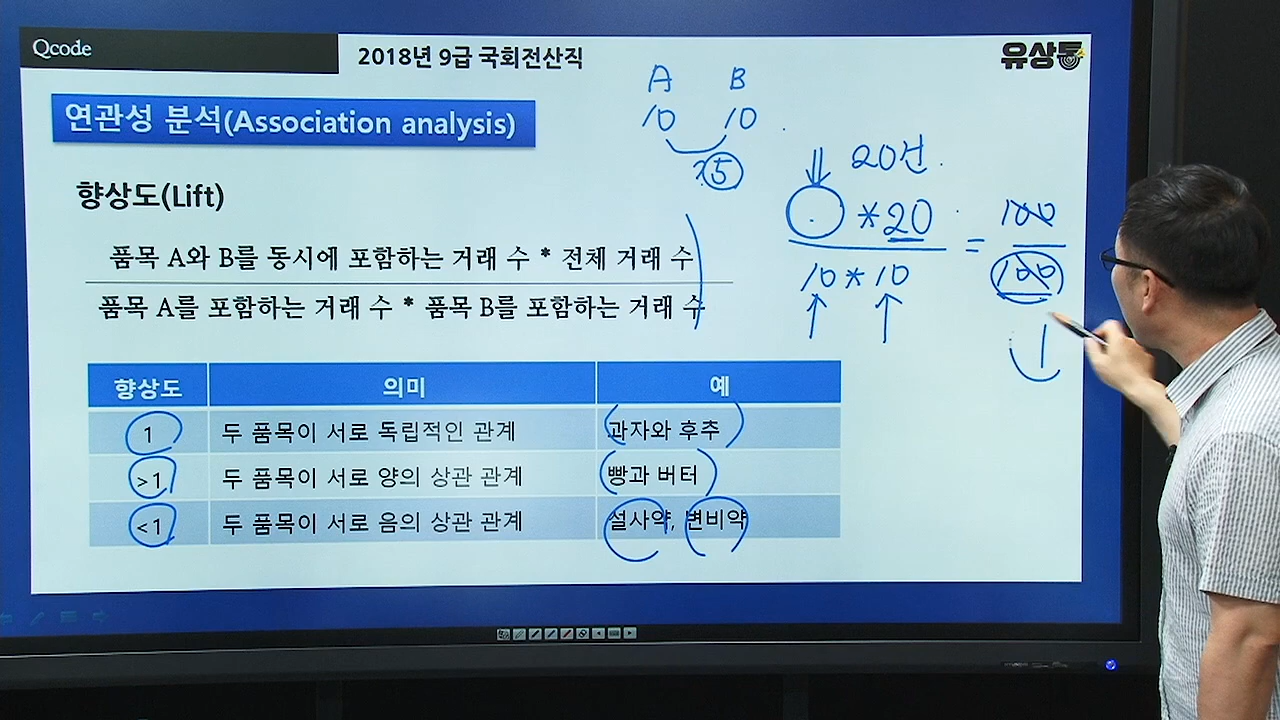 Qcode
2018년 9급 국회전산직
유상통
연관성 분석(Association analysis)
향상도(Lift)
품목 A와 B를 동시에 포함하는 거래 수 * 전체 거래 수
품목 A를 포함하는 거래 수 * 품목 B를 포함하는 거래 수
향상도 의미 예
1 두 품목이 서로 독립적인 관계 과자와 후추
>1 두 품목이 서로 양의 상관 관계 빵과 버터
<1 두 품목이 서로 음의 상관 관계 설사약, 변비약
A B
10 10
5
20건.
* 20
10 * 10
=
100
100
1